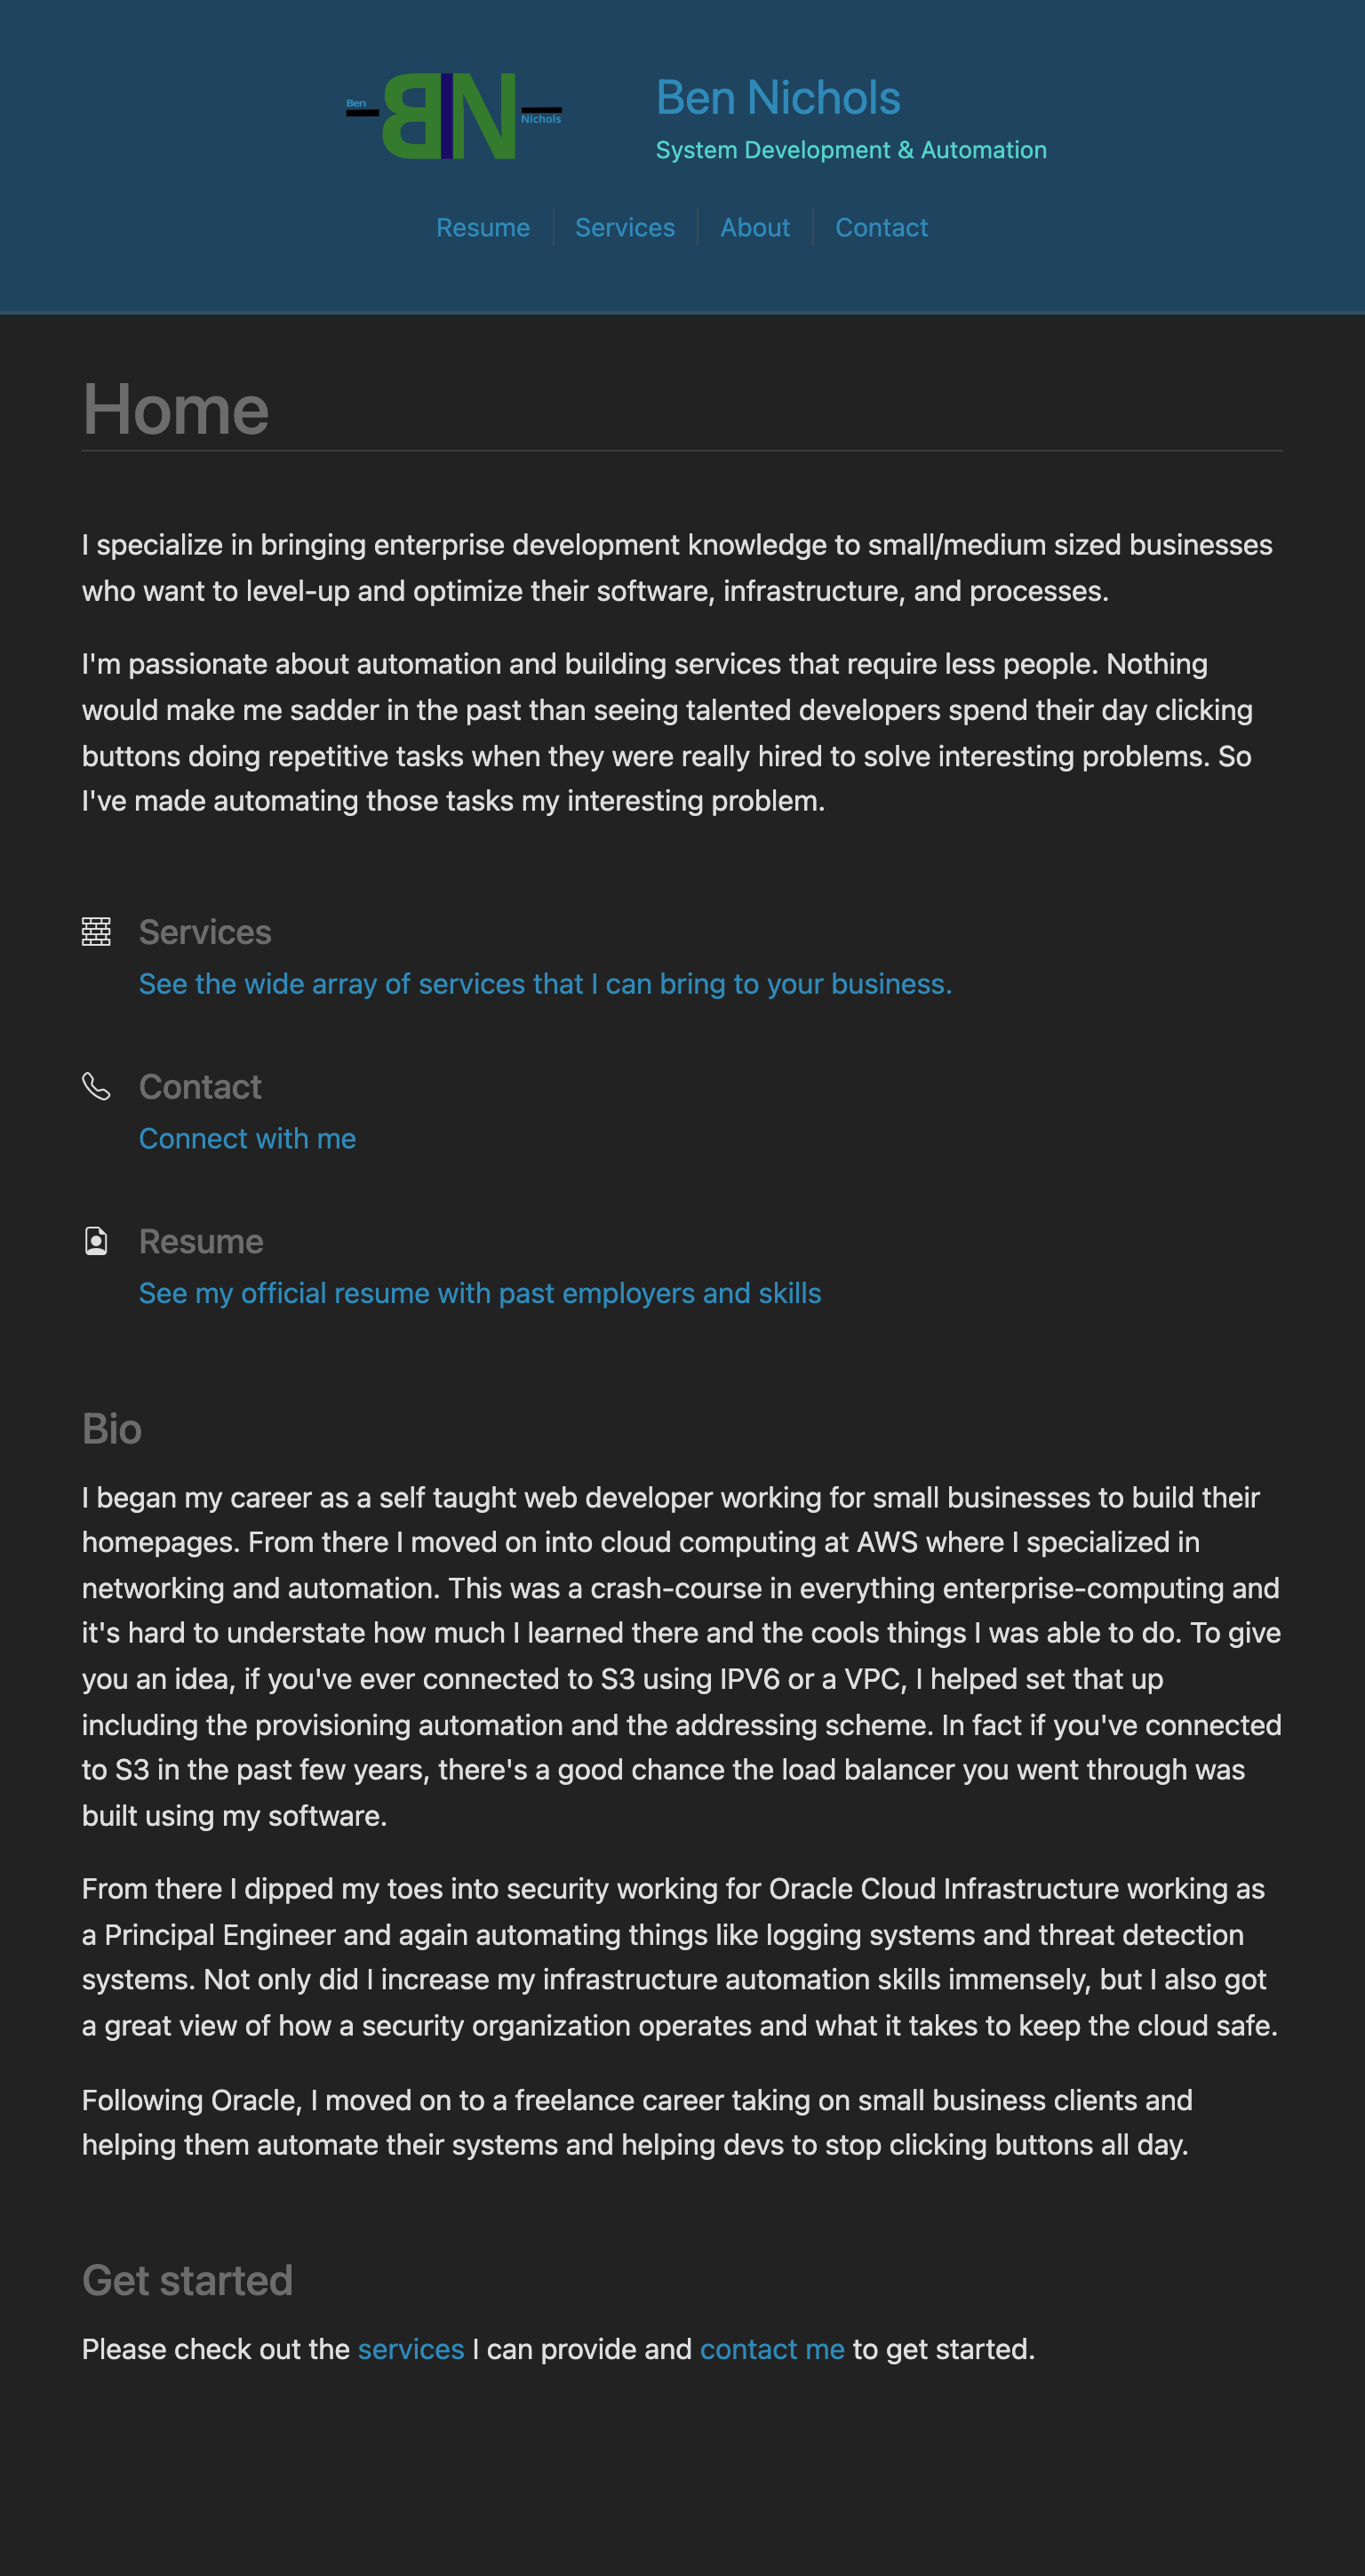 Ben
BN
Nichols
Ben Nichols
System Development & Automation
Resume
Services
About
Contact
Home
I specialize in bringing enterprise development knowledge to small/medium sized businesses
who want to level-up and optimize their software, infrastructure, and processes.
I'm passionate about automation and building services that require less people. Nothing
would make me sadder in the past than seeing talented developers spend their day clicking
buttons doing repetitive tasks when they were really hired to solve interesting problems. So
I've made automating those tasks my interesting problem.
Services
See the wide array of services that I can bring to your business.
Contact
Connect with me
Resume
See my official resume with past employers and skills
Bio
I began my career as a self taught web developer working for small businesses to build their
homepages. From there I moved on into cloud computing at AWS where I specialized in
networking and automation. This was a crash-course in everything enterprise-computing and
it's hard to understate how much I learned there and the cools things I was able to do. To give
you an idea, if you've ever connected to S3 using IPV6 or a VPC, I helped set that up
including the provisioning automation and the addressing scheme. In fact if you've connected
to S3 in the past few years, there's a good chance the load balancer you went through was
built using my software.
From there I dipped my toes into security working for Oracle Cloud Infrastructure working as
a Principal Engineer and again automating things like logging systems and threat detection
systems. Not only did I increase my infrastructure automation skills immensely, but I also got
a great view of how a security organization operates and what it takes to keep the cloud safe.
Following Oracle, I moved on to a freelance career taking on small business clients and
helping them automate their systems and helping devs to stop clicking buttons all day.
Get started
Please check out the services I can provide and contact me to get started.